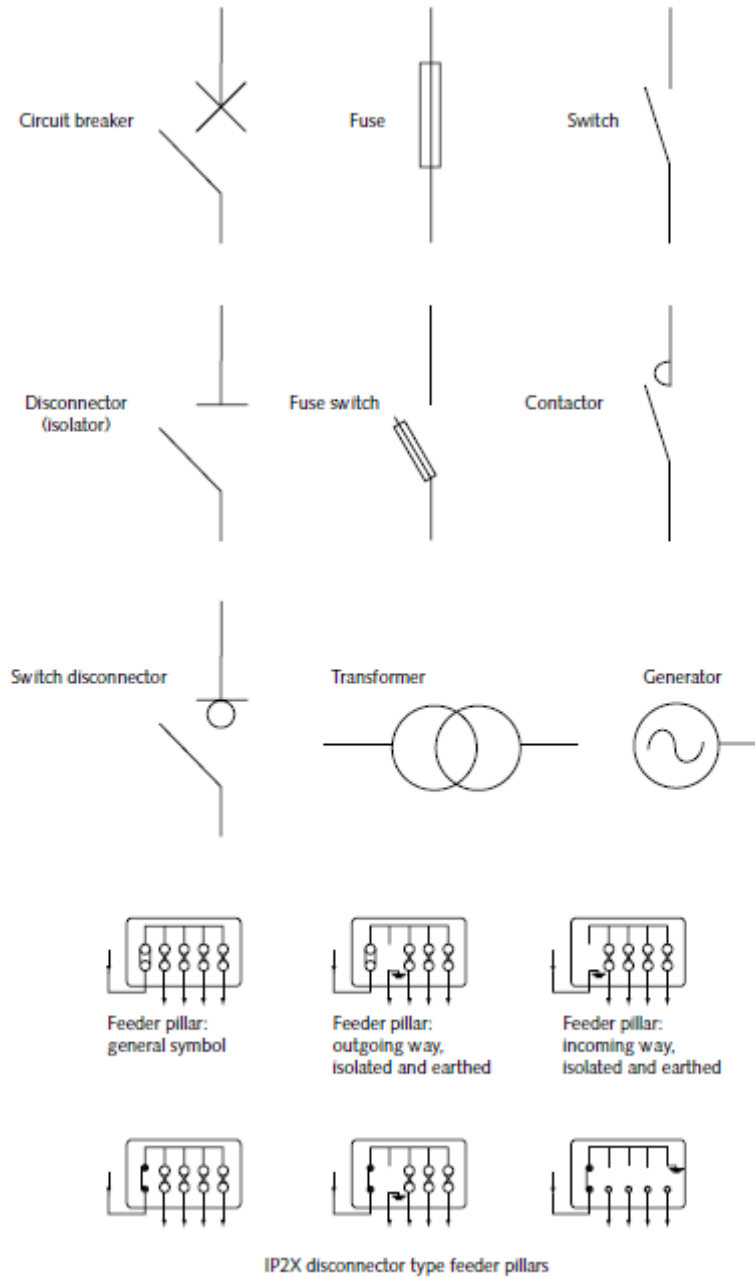 Circuit breaker
Fuse
Switch
Disconnector
(isolator)
Fuse switch
Contactor
Switch disconnector
Transformer
Generator
Feeder pillar:
general symbol
Feeder pillar:
outgoing way,
isolated and earthed
Feeder pillar:
incoming way,
isolated and earthed
IP2X disconnector type feeder pillars